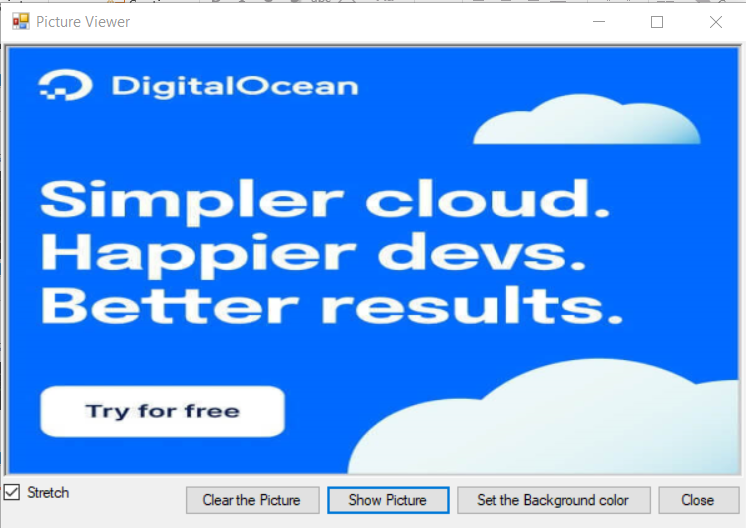 Picture Viewer
DigitalOcean
Simpler cloud.
Happier devs.
Better results.
Try for free
Stretch
Clear the Picture
Show Picture
Set the Background color
Close